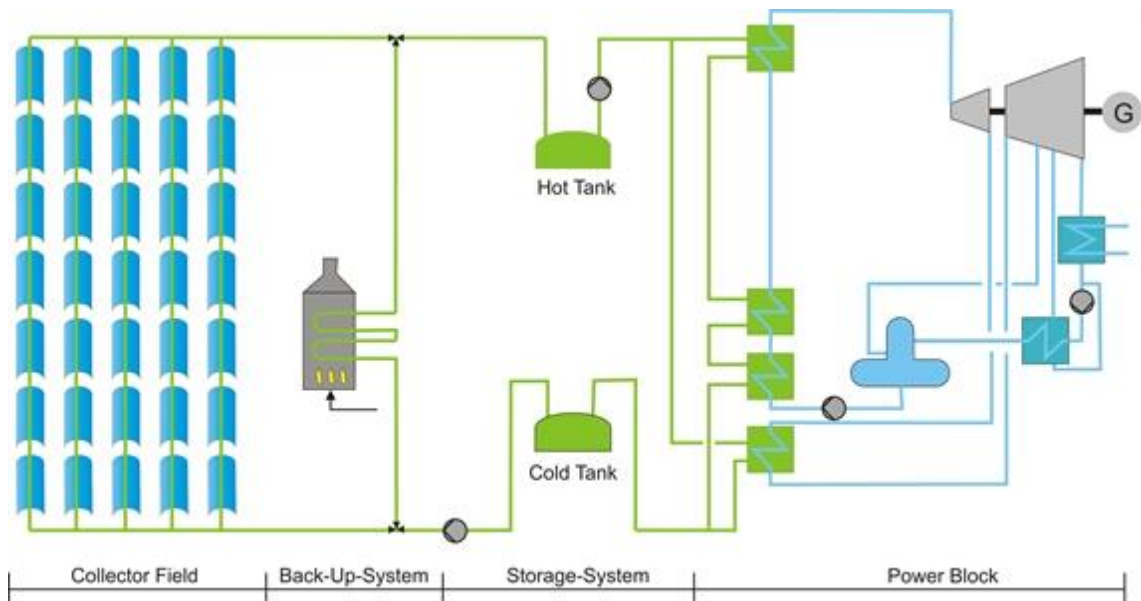 G
Hot Tank
Cold Tank
Collector Field
Back-Up-System
Storage-System
Power Block